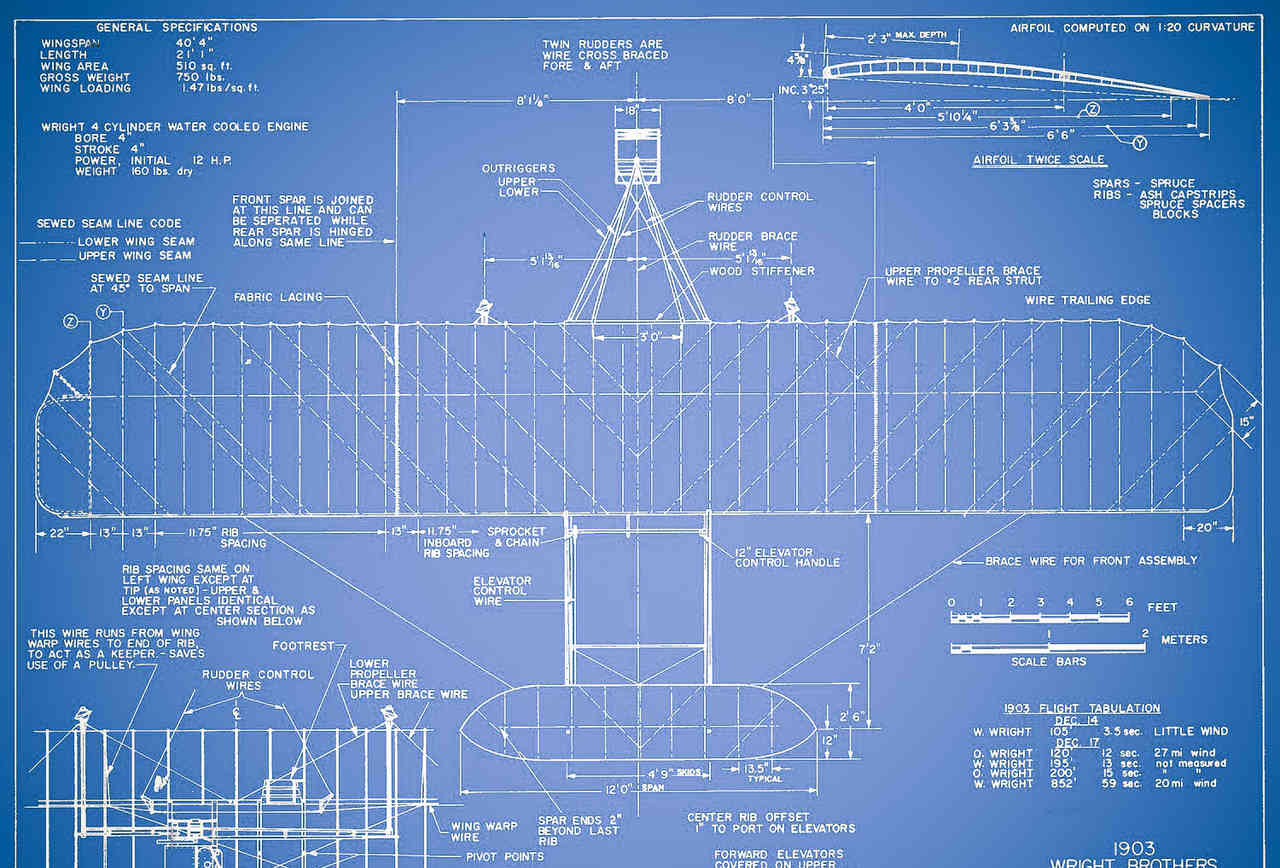 GENERAL SPECIFICATIONS
WINGSPAN 40' 4"
LENGTH 21' 1"
WING AREA 510 sq. ft.
GROSS WEIGHT 750 lbs.
WING LOADING 1.47 lbs/sq. ft.
WRIGHT 4 CYLINDER WATER COOLED ENGINE
BORE 4"
STROKE 4"
POWER, INITIAL 12 H.P.
WEIGHT 160 lbs. dry
SEWED SEAM LINE CODE
LOWER WING SEAM
UPPER WING SEAM
SEWED SEAM LINE
AT 45° TO SPAN
FRONT SPAR IS JOINED
AT THIS LINE AND CAN
BE SEPERATED WHILE
REAR SPAR IS HINGED
ALONG SAME LINE
FABRIC LACING
TWIN RUDDERS ARE
WIRE CROSS BRACED
FORE & AFT
8' 1⅛"
8' 0"
18"
OUTRIGGERS
UPPER
LOWER
RUDDER CONTROL
WIRES
RUDDER BRACE
WIRE
WOOD STIFFENER
5' 1 13/16"
5' 1 13/16"
3' 0"
AIRFOIL COMPUTED ON 1:20 CURVATURE
2' 3" MAX. DEPTH
INC. 3°25'
4' 0"
Z
5' 10¼"
6' 3⅜"
6' 6"
Y
AIRFOIL TWICE SCALE
SPARS - SPRUCE
RIBS - ASH CAPSTRIPS
SPRUCE SPACERS
BLOCKS
UPPER PROPELLER BRACE
WIRE TO #2 REAR STRUT
WIRE TRAILING EDGE
Z
Y
15"
22"
13"
13"
11.75" RIB
SPACING
13"
11.75"
INBOARD
RIB SPACING
SPROCKET
& CHAIN
12" ELEVATOR
CONTROL HANDLE
20"
BRACE WIRE FOR FRONT ASSEMBLY
RIB SPACING SAME ON
LEFT WING EXCEPT AT
TIP (AS NOTED) - UPPER &
LOWER PANELS IDENTICAL
EXCEPT AT CENTER SECTION AS
SHOWN BELOW
ELEVATOR
CONTROL
WIRE
7' 2"
0 1 2 3 4 5 6 FEET
1 2 METERS
SCALE BARS
THIS WIRE RUNS FROM WING
WARP WIRES TO END OF RIB,
TO ACT AS A KEEPER. - SAVES
USE OF A PULLEY.
FOOTREST
RUDDER CONTROL
WIRES
LOWER
PROPELLER
BRACE WIRE
UPPER BRACE WIRE
2' 6"
12"
4' 9" SKIDS
13.5"
TYPICAL
12' 0" SPAN
1903 FLIGHT TABULATION
DEC. 14
W. WRIGHT 105' 3.5 sec. LITTLE WIND
DEC. 17
O. WRIGHT 120' 12 sec. 27 mi wind
W. WRIGHT 195' 13 sec. not measured
O. WRIGHT 200' 15 sec. " "
W. WRIGHT 852' 59 sec. 20 mi wind
WING WARP
WIRE
SPAR ENDS 2"
BEYOND LAST
RIB
CENTER RIB OFFSET
1" TO PORT ON ELEVATORS
PIVOT POINTS
FORWARD ELEVATORS
COVERED ON UPPER
1903
WRIGHT BROTHERS